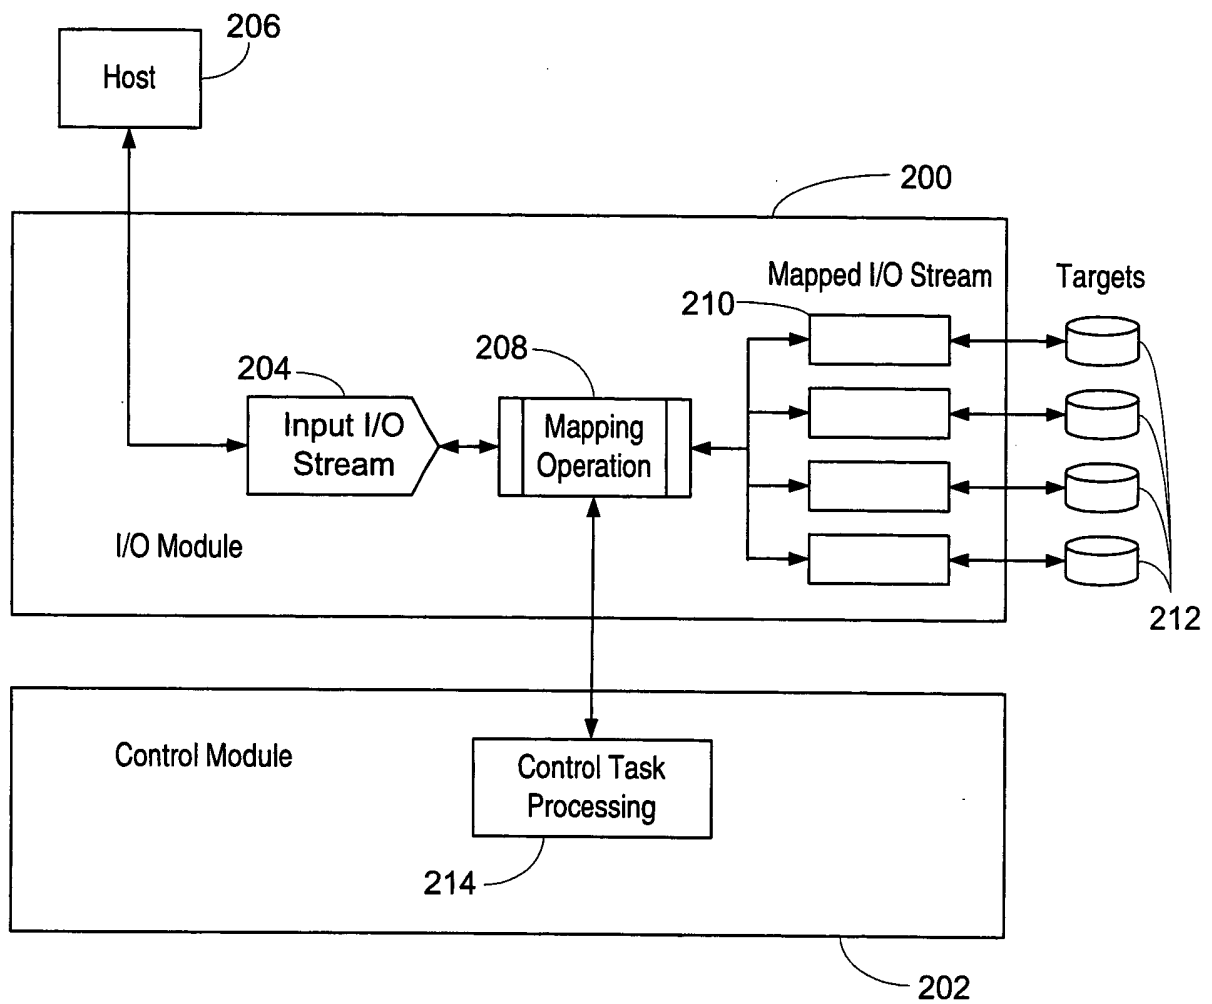 206
Host
200
Mapped I/O Stream
Targets
210
208
204
Input I/O
Stream
Mapping
Operation
I/O Module
212
Control Module
Control Task
Processing
214
202